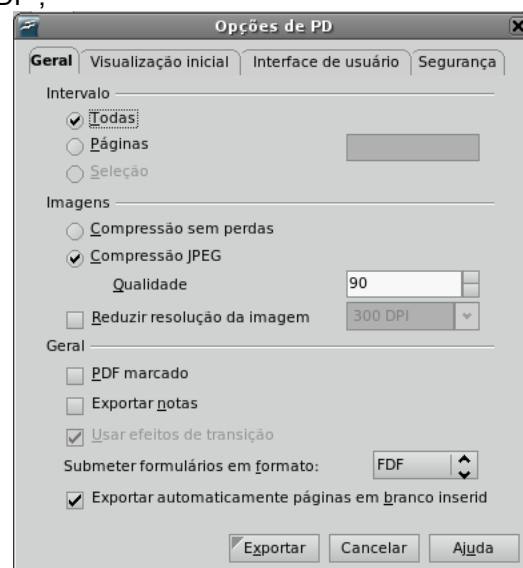 Opções de PD
Geral Visualização inicial Interface de usuário Segurança
Intervalo
Todas
Páginas
Seleção
Imagens
Compressão sem perdas
Compressão JPEG
Qualidade 90
Reduzir resolução da imagem 300 DPI
Geral
PDF marcado
Exportar notas
Usar efeitos de transição
Submeter formulários em formato: FDF
Exportar automaticamente páginas em branco inserid
Exportar Cancelar Ajuda